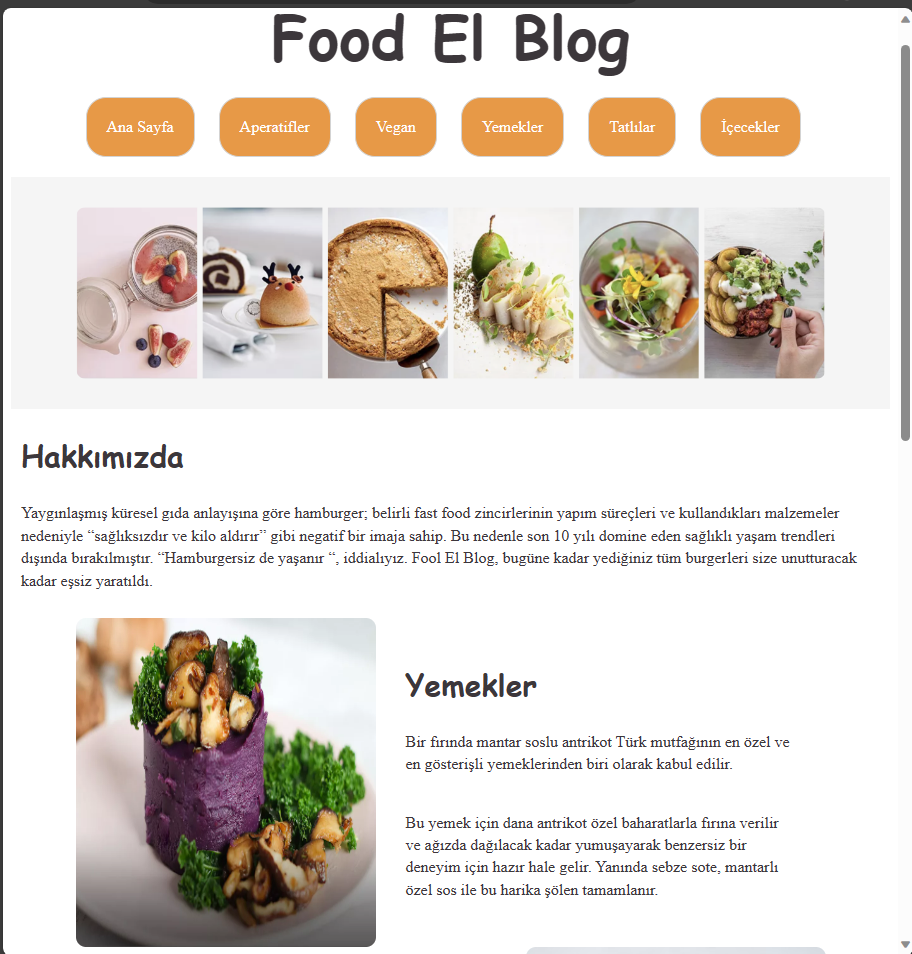 Food El Blog
Ana Sayfa
Aperatifler
Vegan
Yemekler
Tatlılar
İçecekler
Hakkımızda
Yaygınlaşmış küresel gıda anlayışına göre hamburger; belirli fast food zincirlerinin yapım süreçleri ve kullandıkları malzemeler
nedeniyle “sağlıksızdır ve kilo aldırır” gibi negatif bir imaja sahip. Bu nedenle son 10 yılı domine eden sağlıklı yaşam trendleri
dışında bırakılmıştır. “Hamburgersiz de yaşanır “, iddialıyız. Fool El Blog, bugüne kadar yediğiniz tüm burgerleri size unutturacak
kadar eşsiz yaratıldı.
Yemekler
Bir fırında mantar soslu antrikot Türk mutfağının en özel ve
en gösterişli yemeklerinden biri olarak kabul edilir.
Bu yemek için dana antrikot özel baharatlarla fırına verilir
ve ağızda dağılacak kadar yumuşayarak benzersiz bir
deneyim için hazır hale gelir. Yanında sebze sote, mantarlı
özel sos ile bu harika şölen tamamlanır.